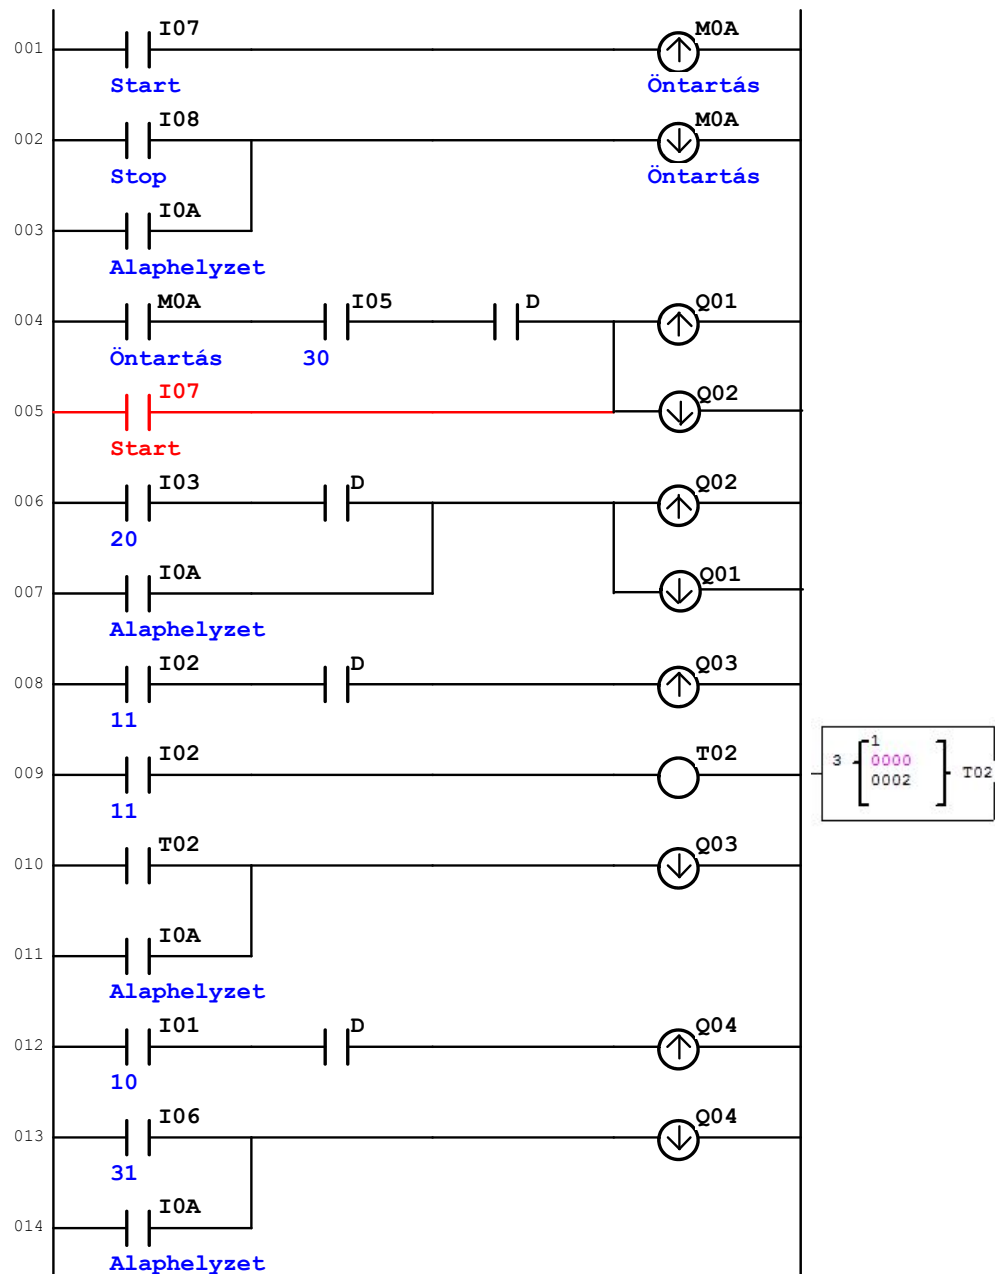 I07 M0A
001
Start Öntartás
I08 M0A
002
Stop Öntartás
I0A
003
Alaphelyzet
M0A I05 D Q01
004
Öntartás 30
I07 Q02
005
Start
I03 D Q02
006
20
I0A Q01
007
Alaphelyzet
I02 D Q03
008
11
I02 T02
009
11
1
3 0000
0002 T02
T02 Q03
010
I0A
011
Alaphelyzet
I01 D Q04
012
10
I06 Q04
013
31
I0A
014
Alaphelyzet